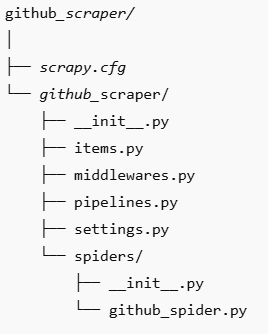 github_scraper/
│
├── scrapy.cfg
└── github_scraper/
    ├── __init__.py
    ├── items.py
    ├── middlewares.py
    ├── pipelines.py
    ├── settings.py
    └── spiders/
        ├── __init__.py
        └── github_spider.py